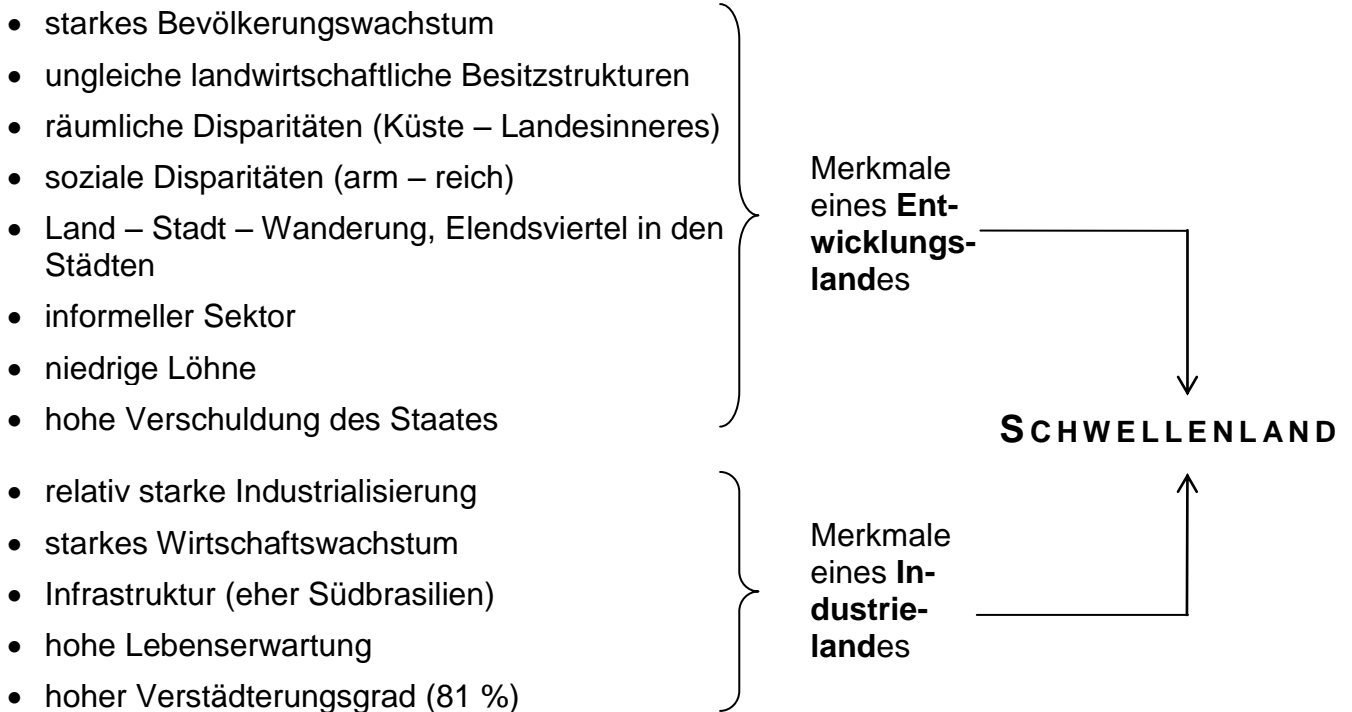 • starkes Bevölkerungswachstum
• ungleiche landwirtschaftliche Besitzstrukturen
• räumliche Disparitäten (Küste – Landesinneres)
• soziale Disparitäten (arm – reich)
• Land – Stadt – Wanderung, Elendsviertel in den
Städten
• informeller Sektor
• niedrige Löhne
• hohe Verschuldung des Staates
Merkmale
eines Ent-
wicklungs-
landes
SCHWELLENLAND
• relativ starke Industrialisierung
• starkes Wirtschaftswachstum
• Infrastruktur (eher Südbrasilien)
• hohe Lebenserwartung
• hoher Verstädterungsgrad (81 %)
Merkmale
eines In-
dustrie-
landes